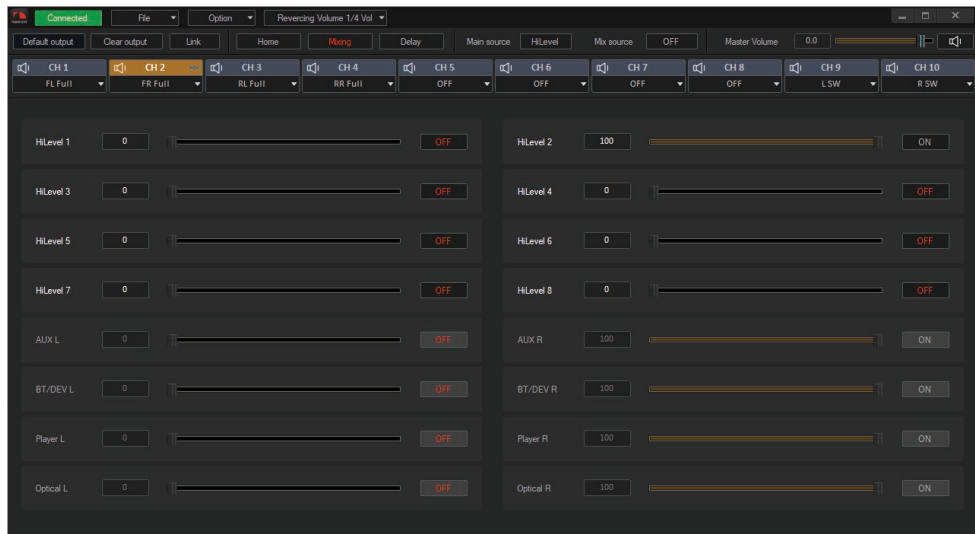 Connected File Option Revercing Volume 1/4 Vol
Default output Clear output Link Home Mixing Delay Main source HiLevel Mix source OFF Master Volume 0.0
CH 1 CH 2 CH 3 CH 4 CH 5 CH 6 CH 7 CH 8 CH 9 CH 10
FL Full FR Full RL Full RR Full OFF OFF OFF OFF L SW R SW
HiLevel 1 0 OFF HiLevel 2 100 ON
HiLevel 3 0 OFF HiLevel 4 0 OFF
HiLevel 5 0 OFF HiLevel 6 0 OFF
HiLevel 7 0 OFF HiLevel 8 0 OFF
AUX L 0 OFF AUX R 100 ON
BT/DEV L 0 OFF BT/DEV R 100 ON
Player L 0 OFF Player R 100 ON
Optical L 0 OFF Optical R 100 ON